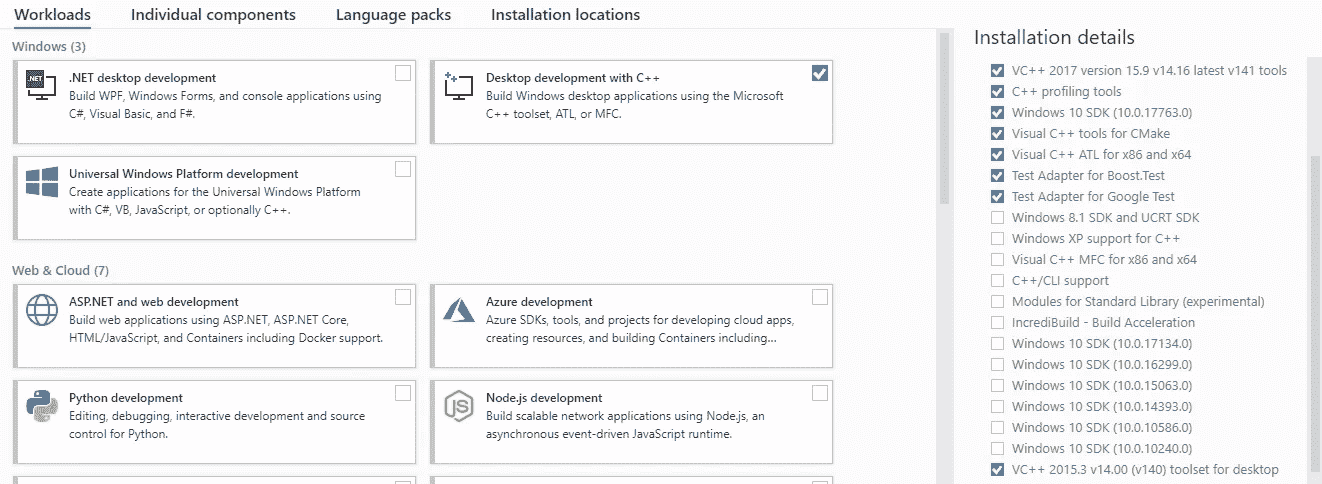 Workloads
Individual components
Language packs
Installation locations
Windows (3)
.NET desktop development
Build WPF, Windows Forms, and console applications using
C#, Visual Basic, and F#.
Desktop development with C++
Build Windows desktop applications using the Microsoft
C++ toolset, ATL, or MFC.
Universal Windows Platform development
Create applications for the Universal Windows Platform
with C#, VB, JavaScript, or optionally C++.
Web & Cloud (7)
ASP.NET and web development
Build web applications using ASP.NET, ASP.NET Core,
HTML/JavaScript, and Containers including Docker support.
Azure development
Azure SDKs, tools, and projects for developing cloud apps,
creating resources, and building Containers including...
Python development
Editing, debugging, interactive development and source
control for Python.
Node.js development
Build scalable network applications using Node.js, an
asynchronous event-driven JavaScript runtime.
Installation details
VC++ 2017 version 15.9 v14.16 latest v141 tools
C++ profiling tools
Windows 10 SDK (10.0.17763.0)
Visual C++ tools for CMake
Visual C++ ATL for x86 and x64
Test Adapter for Boost.Test
Test Adapter for Google Test
Windows 8.1 SDK and UCRT SDK
Windows XP support for C++
Visual C++ MFC for x86 and x64
C++/CLI support
Modules for Standard Library (experimental)
IncrediBuild - Build Acceleration
Windows 10 SDK (10.0.17134.0)
Windows 10 SDK (10.0.16299.0)
Windows 10 SDK (10.0.15063.0)
Windows 10 SDK (10.0.14393.0)
Windows 10 SDK (10.0.10586.0)
Windows 10 SDK (10.0.10240.0)
VC++ 2015.3 v14.00 (v140) toolset for desktop